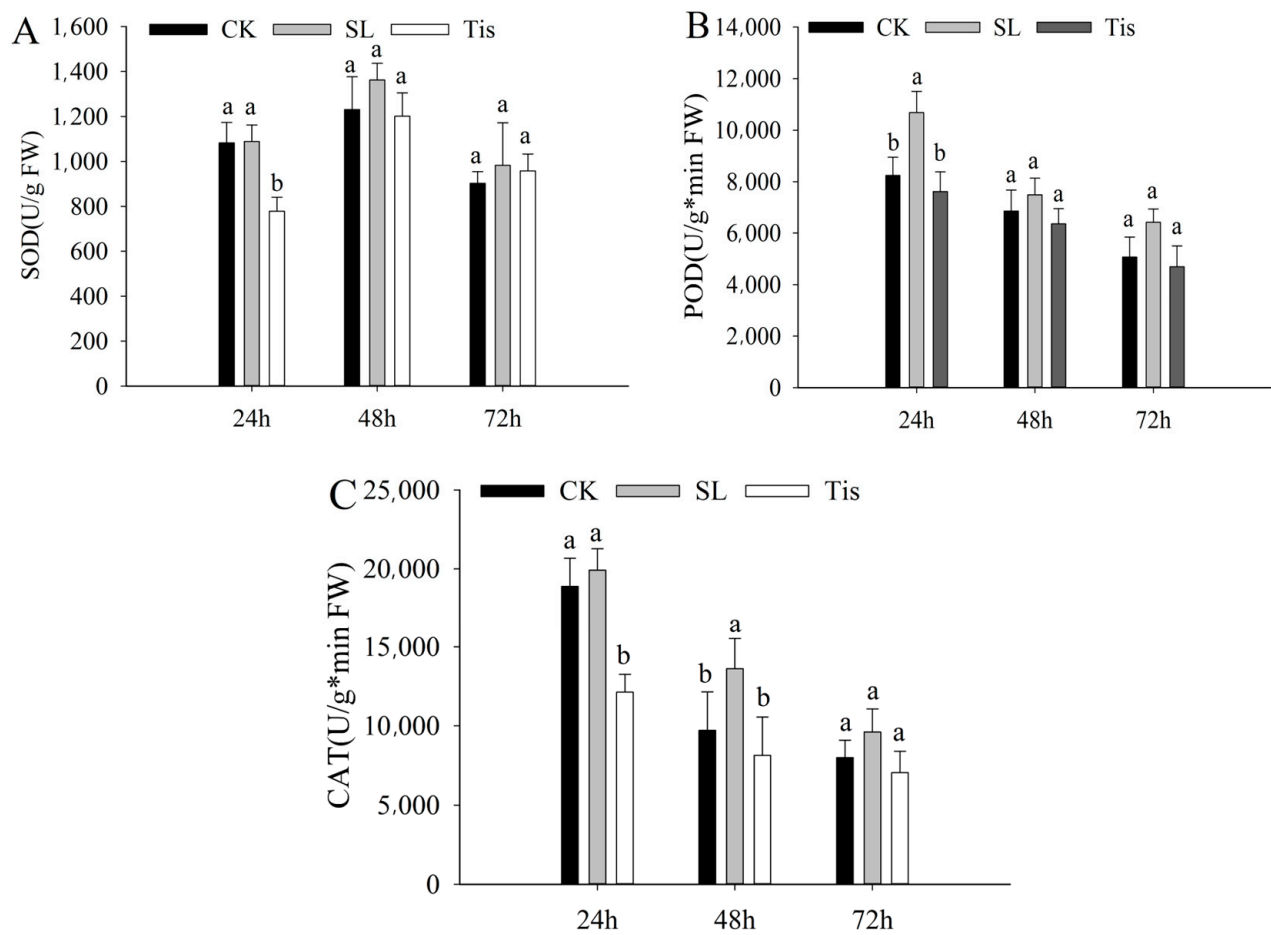 A
SOD(U/g FW)
1,600
1,400
1,200
1,000
800
600
400
200
0
CK SL Tis
a a b
a a a
a a a
24h 48h 72h
B
POD(U/g*min FW)
14,000
12,000
10,000
8,000
6,000
4,000
2,000
0
CK SL Tis
b a b
a a a
a a a
24h 48h 72h
C
CAT(U/g*min FW)
25,000
20,000
15,000
10,000
5,000
0
CK SL Tis
a a b
b a b
a a a
24h 48h 72h